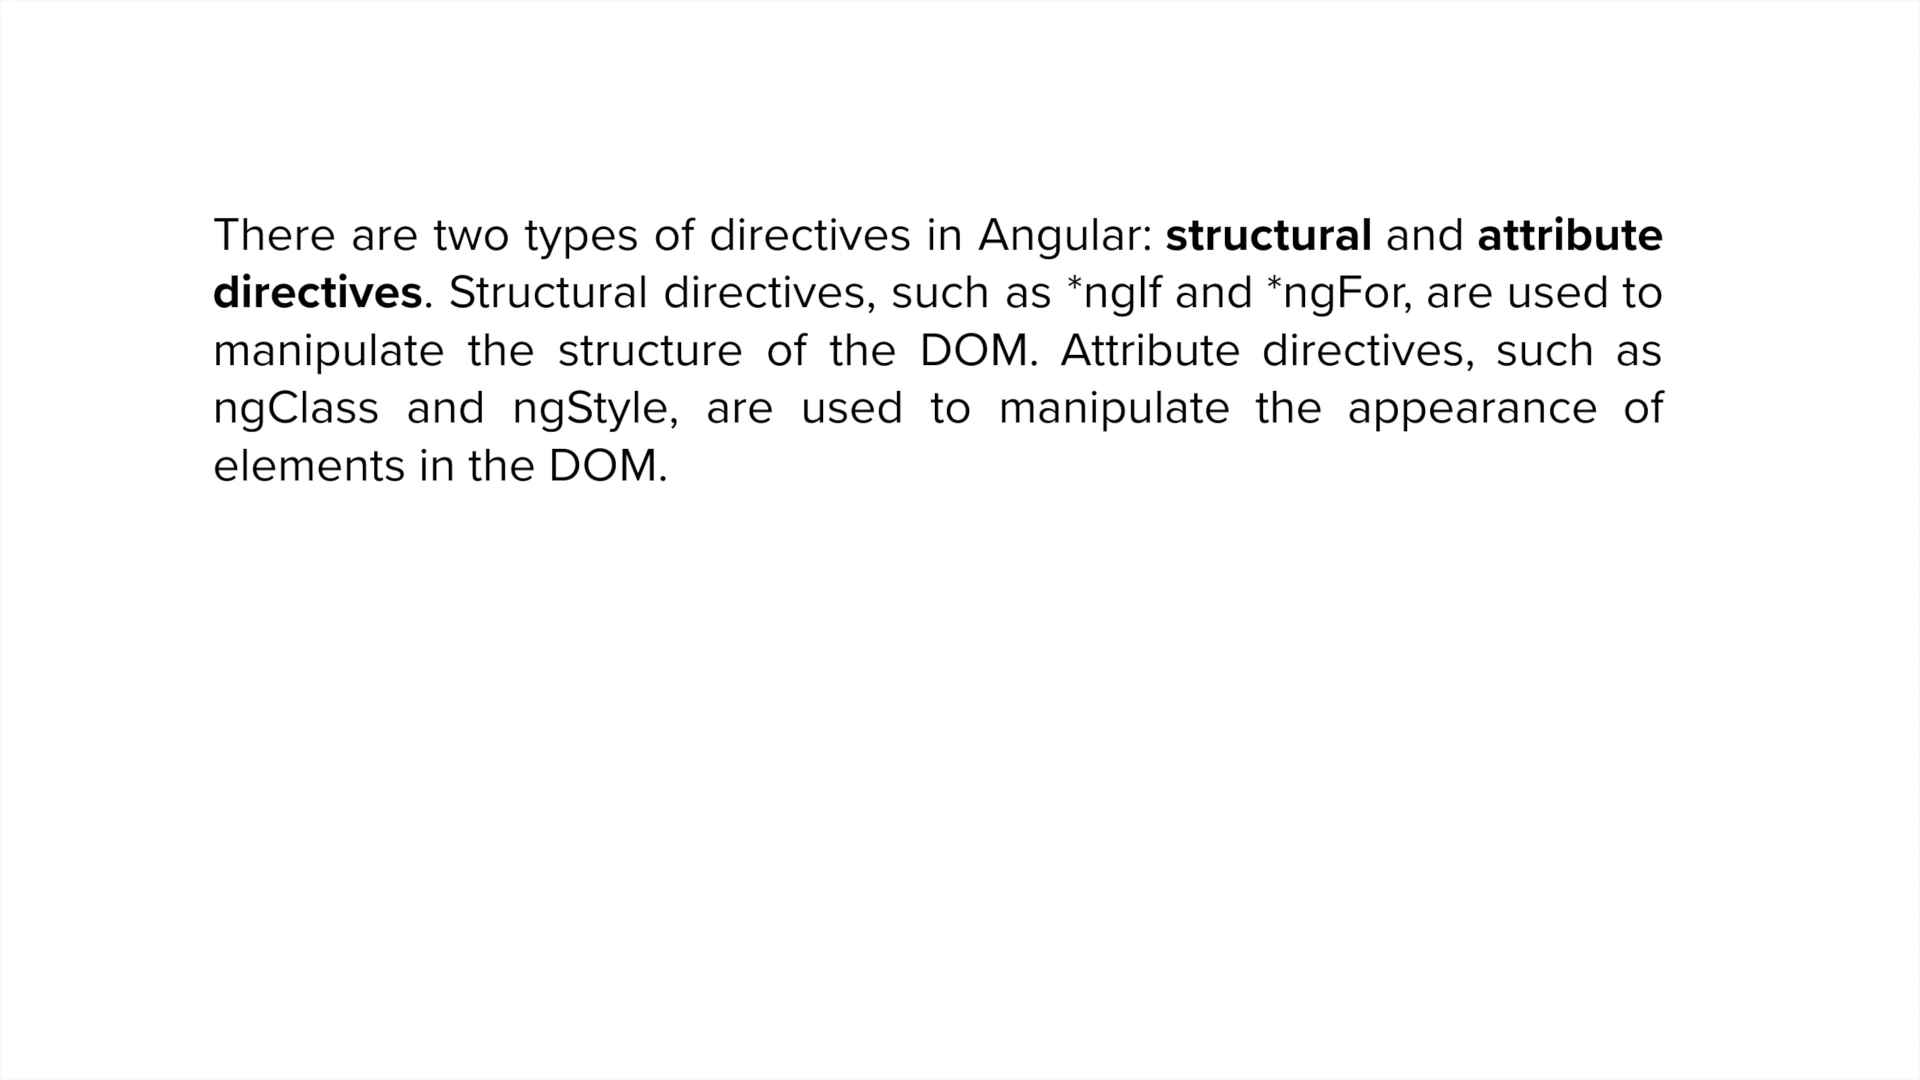 There are two types of directives in Angular: structural and attribute
directives. Structural directives, such as *ngIf and *ngFor, are used to
manipulate the structure of the DOM. Attribute directives, such as
ngClass and ngStyle, are used to manipulate the appearance of
elements in the DOM.